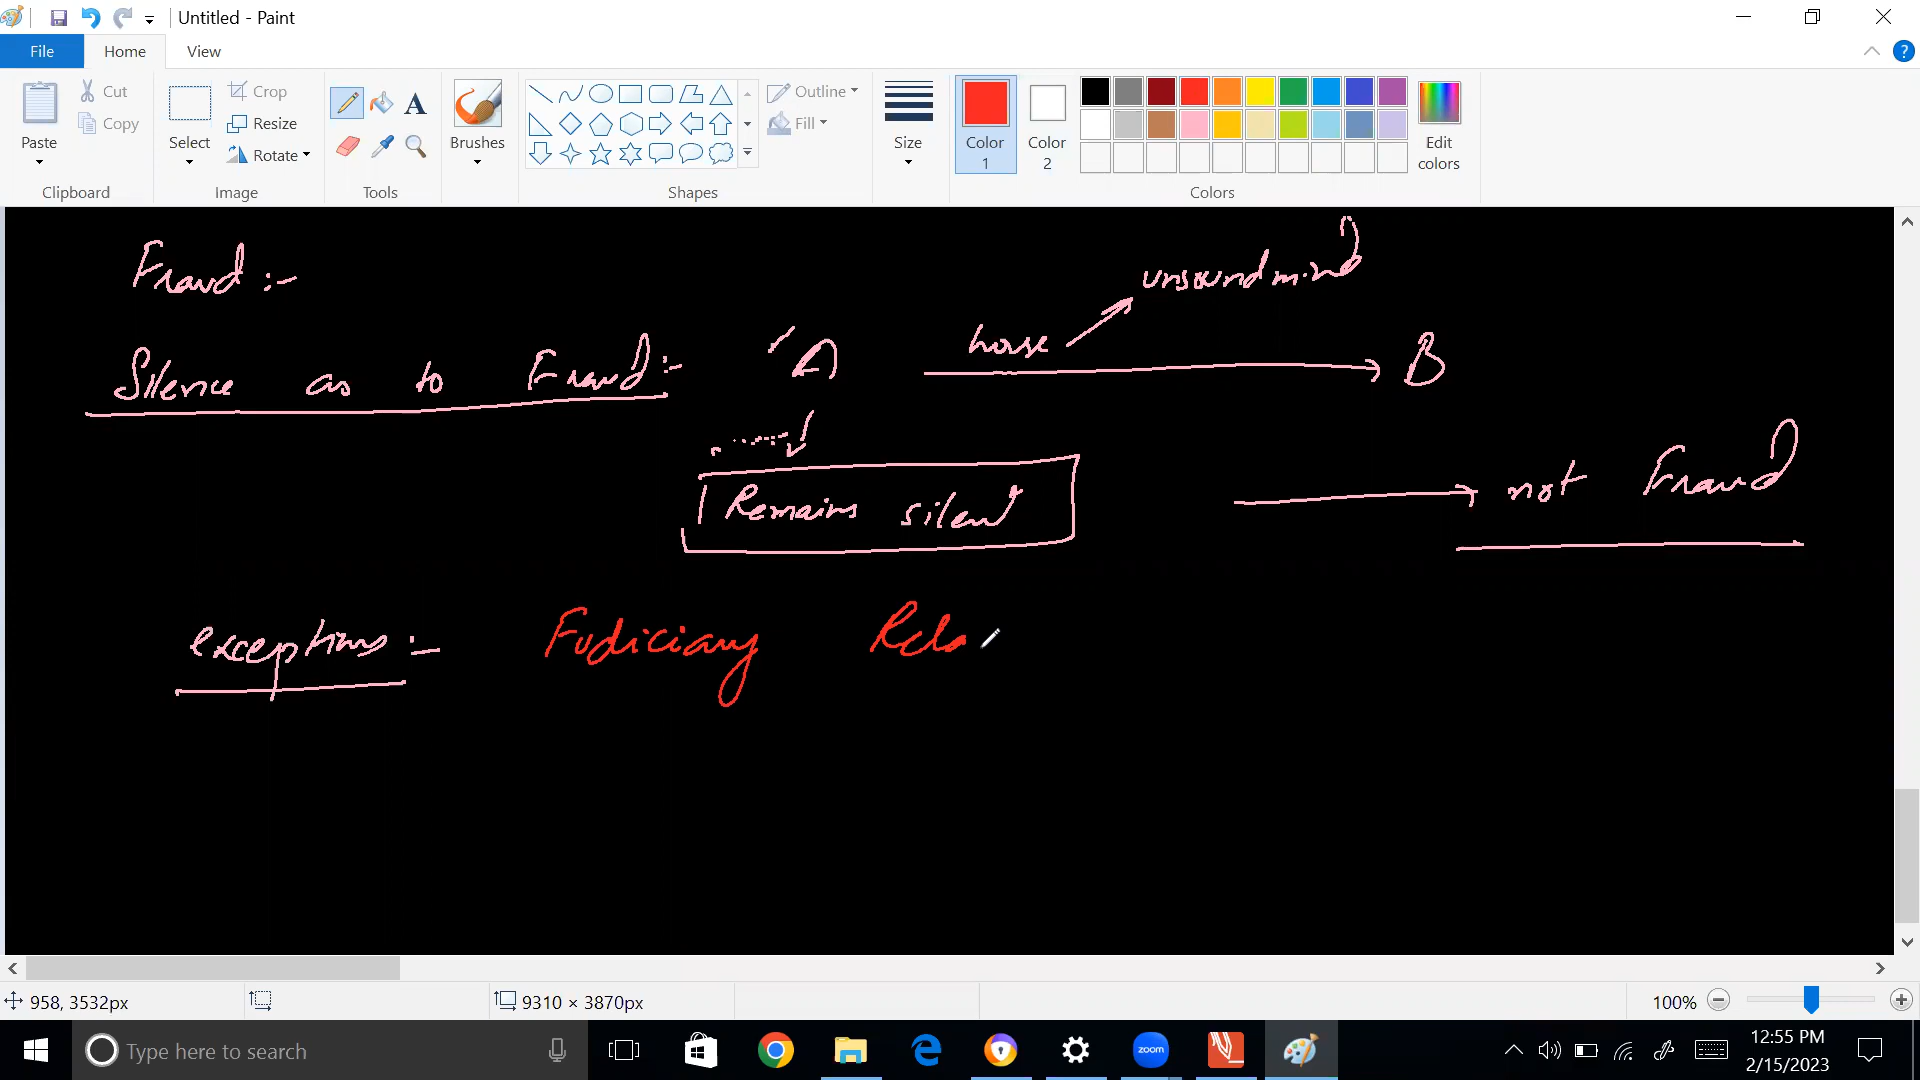 Untitled - Paint
File Home View
Paste Cut Copy Select Crop Resize Rotate Brushes Outline Fill Size Color 1 Color 2 Edit colors
Clipboard Image Tools Shapes Colors
Fraud :-
unsound mind
Silence as to Fraud :- 'A horse B
Remains silent not Fraud
exceptions :- Fudiciary Rela
958, 3532px 9310 × 3870px 100%
Type here to search zoom 12:55 PM
2/15/2023